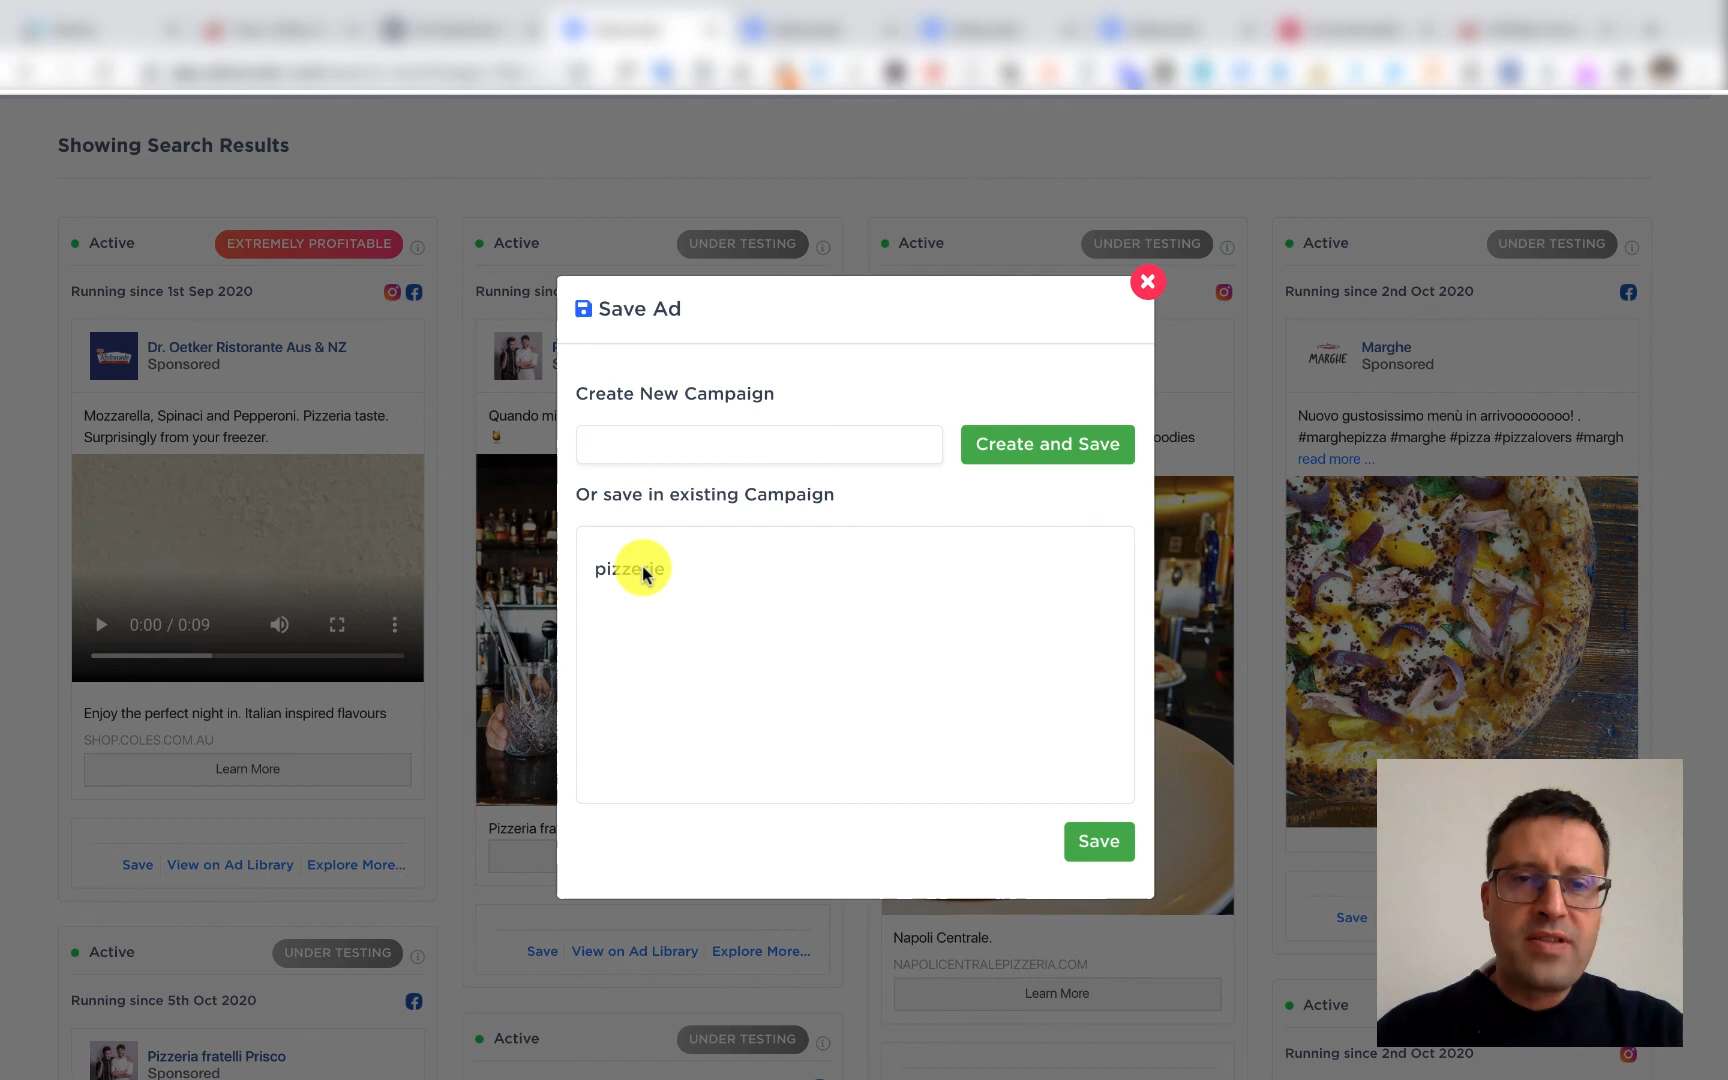 Showing Search Results
Active
EXTREMELY PROFITABLE
Running since 1st Sep 2020
Dr. Oetker Ristorante Aus & NZ
Sponsored
Mozzarella, Spinaci and Pepperoni. Pizzeria taste.
Surprisingly from your freezer.
0:00 / 0:09
Enjoy the perfect night in. Italian inspired flavours
SHOP.COLES.COM.AU
Learn More
Save
View on Ad Library
Explore More...
Active
UNDER TESTING
Running since 5th Oct 2020
Pizzeria fratelli Prisco
Sponsored
Active
UNDER TESTING
Running sinc
Quando mi
Pizzeria fra
Save
View on Ad Library
Explore More...
Active
UNDER TESTING
Save Ad
Create New Campaign
Create and Save
Or save in existing Campaign
pizzerie
Save
Active
UNDER TESTING
oodies
Napoli Centrale.
NAPOLICENTRALEPIZZERIA.COM
Learn More
Active
UNDER TESTING
Running since 2nd Oct 2020
MARGHE
Marghe
Sponsored
Nuovo gustosissimo menù in arrivooooooo! .
#marghepizza #marghe #pizza #pizzalovers #margh
read more ...
Save
Active
Running since 2nd Oct 2020